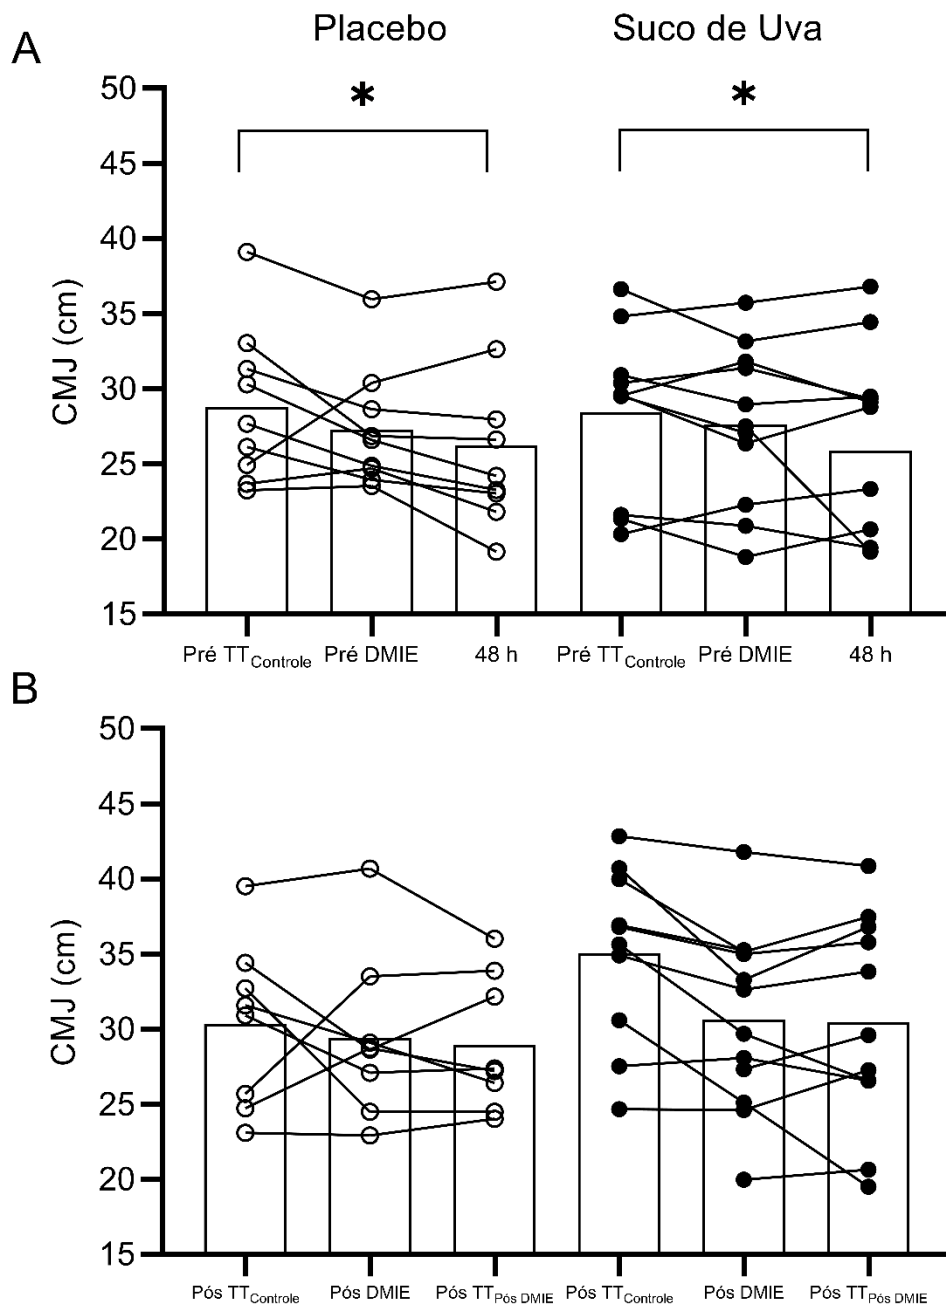 Placebo Suco de Uva
A
* *
50
45
40
35
30
25
20
15
CMJ (cm)
Pré TTControle Pré DMIE 48 h Pré TTControle Pré DMIE 48 h
B
50
45
40
35
30
25
20
15
CMJ (cm)
Pós TTControle Pós DMIE Pós TTPós DMIE Pós TTControle Pós DMIE Pós TTPós DMIE